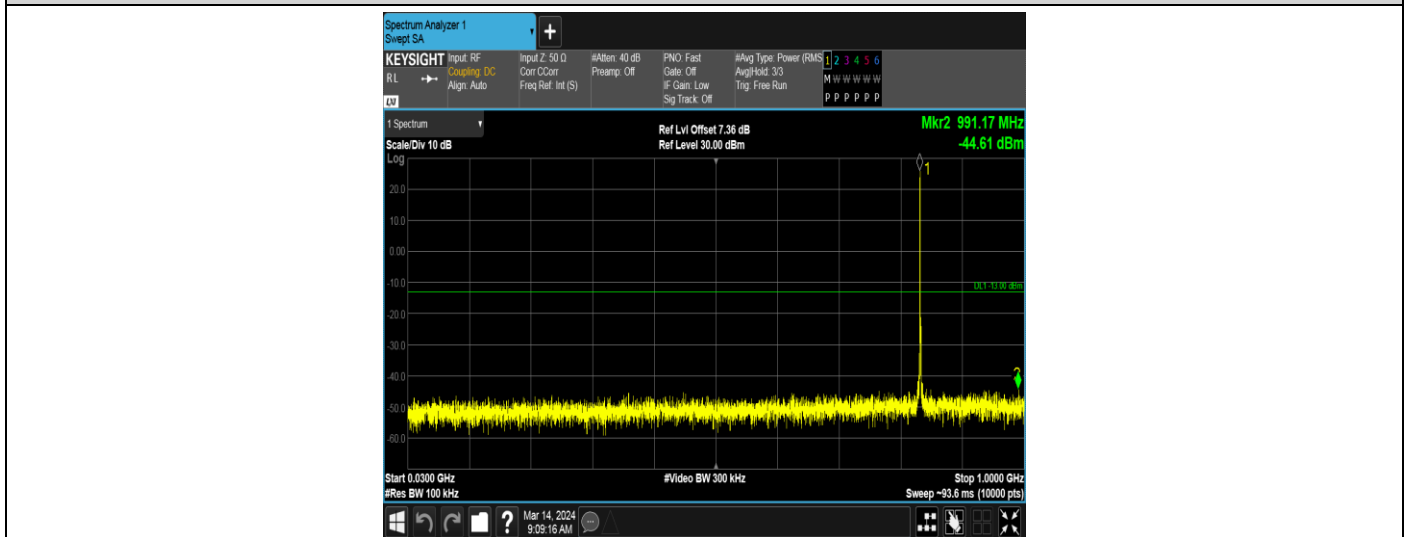 Spectrum Analyzer 1
Swept SA
+
KEYSIGHT
RL
Input: RF
Coupling: DC
Align: Auto
Input Z: 50 Ω
Corr CCorr
Freq Ref: Int (S)
#Atten: 40 dB
Preamp: Off
PNO: Fast
Gate: Off
IF Gain: Low
Sig Track: Off
#Avg Type: Power (RMS
Avg|Hold: 3/3
Trig: Free Run
1 2 3 4 5 6
M W W W W W
P P P P P P
LXI
1 Spectrum
Scale/Div 10 dB
Ref Lvl Offset 7.36 dB
Ref Level 30.00 dBm
Mkr2 991.17 MHz
-44.61 dBm
Log
1
20.0
10.0
0.00
-10.0
DL1 -13.00 dBm
-20.0
-30.0
-40.0
2
-50.0
-60.0
Start 0.0300 GHz
#Video BW 300 kHz
Stop 1.0000 GHz
#Res BW 100 kHz
Sweep ~93.6 ms (10000 pts)
?
Mar 14, 2024
9:09:16 AM